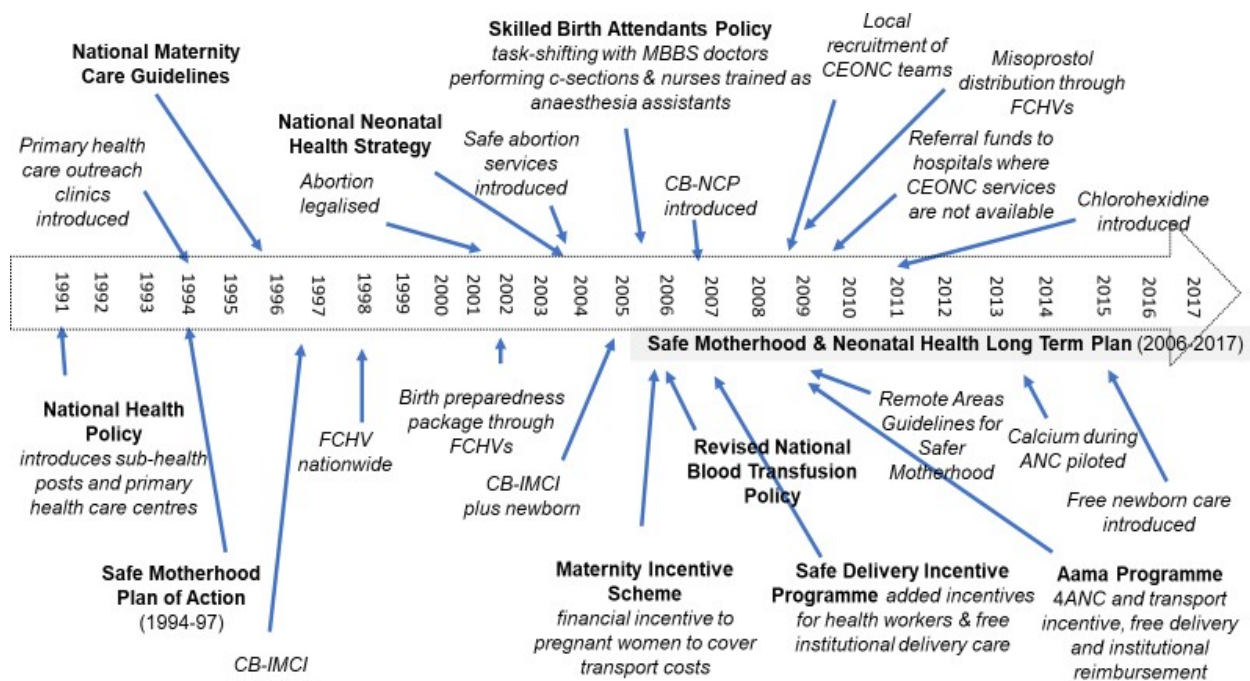 National Maternity
Care Guidelines
Primary health
care outreach
clinics
introduced
National Neonatal
Health Strategy
Abortion
legalised
Safe abortion
services
introduced
Skilled Birth Attendants Policy
task-shifting with MBBS doctors
performing c-sections & nurses trained as
anaesthesia assistants
CB-NCP
introduced
Local
recruitment of
CEONC teams
Misoprostol
distribution through
FCHVs
Referral funds to
hospitals where
CEONC services
are not available
Chlorohexidine
introduced
1991
1992
1993
1994
1995
1996
1997
1998
1999
2000
2001
2002
2003
2004
2005
2006
2007
2008
2009
2010
2011
2012
2013
2014
2015
2016
2017
Safe Motherhood & Neonatal Health Long Term Plan (2006-2017)
National Health
Policy
introduces sub-health
posts and primary
health care centres
Safe Motherhood
Plan of Action
(1994-97)
CB-IMCI
FCHV
nationwide
Birth preparedness
package through
FCHVs
CB-IMCI
plus newborn
Maternity Incentive
Scheme
financial incentive to
pregnant women to cover
transport costs
Revised National
Blood Transfusion
Policy
Safe Delivery Incentive
Programme added incentives
for health workers & free
institutional delivery care
Remote Areas
Guidelines for
Safer
Motherhood
Calcium during
ANC piloted
Free newborn care
introduced
Aama Programme
4ANC and transport
incentive, free delivery
and institutional
reimbursement